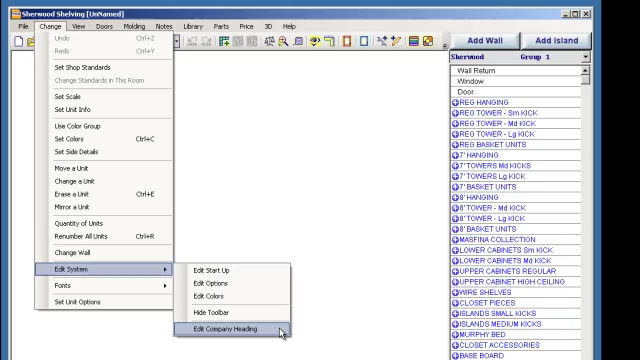 Sherwood Shelving [UnNamed]
File Change View Doors Molding Notes Library Parts Price 3D Help
Undo Ctrl+Z
Redo Ctrl+Y
Set Shop Standards
Change Standards in This Room
Set Scale
Set Unit Info
Use Color Group
Set Colors Ctrl+C
Set Side Details
Move a Unit
Change a Unit
Erase a Unit Ctrl+E
Mirror a Unit
Quantity of Units
Renumber All Units Ctrl+R
Change Wall
Edit System
Fonts
Set Unit Options
Edit Start Up
Edit Options
Edit Colors
Hide Toolbar
Edit Company Heading
Add Wall Add Island
Sherwood Group 1
Wall Return
Window
Door
REG HANGING
REG TOWER - Sm KICK
REG TOWER - Md KICK
REG TOWER - Lg KICK
REG BASKET UNITS
7' HANGING
7' TOWERS Md KICKS
7' TOWERS Lg KICKS
7' BASKET UNITS
8' HANGING
8' TOWER - Md KICK
8' TOWER - Lg KICK
8' BASKET UNITS
MASFINA COLLECTION
LOWER CABINETS Sm KICK
LOWER CABINETS Md KICK
UPPER CABINETS REGULAR
UPPER CABINET HIGH CEILING
WIRE SHELVES
CLOSET PIECES
ISLANDS SMALL KICKS
ISLANDS MEDIUM KICKS
MURPHY BED
CLOSET ACCESSORIES
BASE BOARD